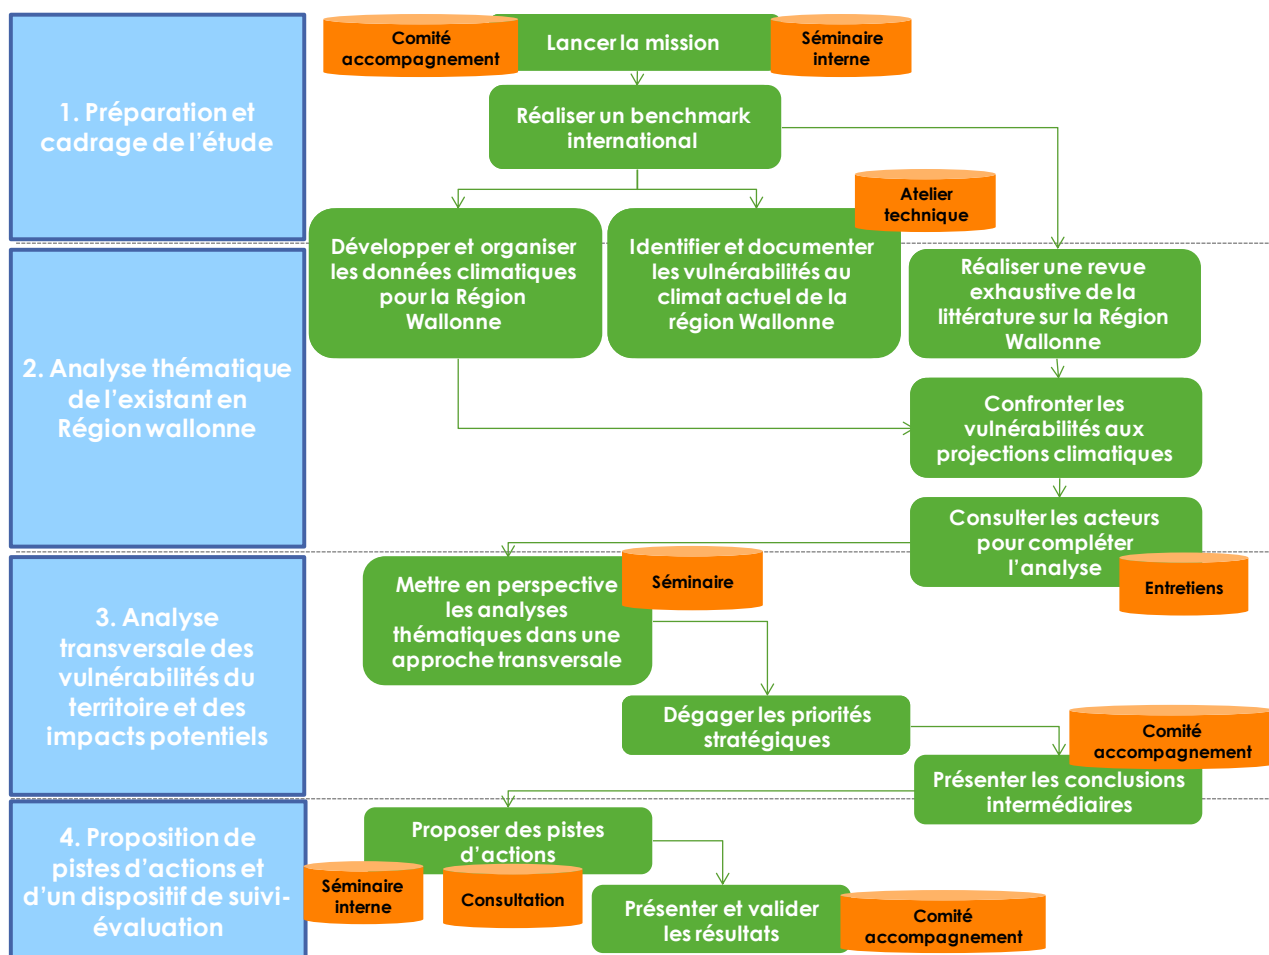 1. Préparation et
cadrage de l'étude
Comité
accompagnement
Lancer la mission
Séminaire
interne
Réaliser un benchmark
international
Atelier
technique
2. Analyse thématique
de l'existant en
Région wallonne
Développer et organiser
les données climatiques
pour la Région
Wallonne
Identifier et documenter
les vulnérabilités au
climat actuel de la
région Wallonne
Réaliser une revue
exhaustive de la
littérature sur la Région
Wallonne
Confronter les
vulnérabilités aux
projections climatiques
Consulter les acteurs
pour compléter
l'analyse
Entretiens
3. Analyse
transversale des
vulnérabilités du
territoire et des
impacts potentiels
Mettre en perspective
les analyses
thématiques dans une
approche transversale
Séminaire
Dégager les priorités
stratégiques
Comité
accompagnement
Présenter les conclusions
intermédiaires
4. Proposition de
pistes d'actions et
d'un dispositif de suivi-
évaluation
Proposer des pistes
d'actions
Séminaire
interne
Consultation
Présenter et valider
les résultats
Comité
accompagnement